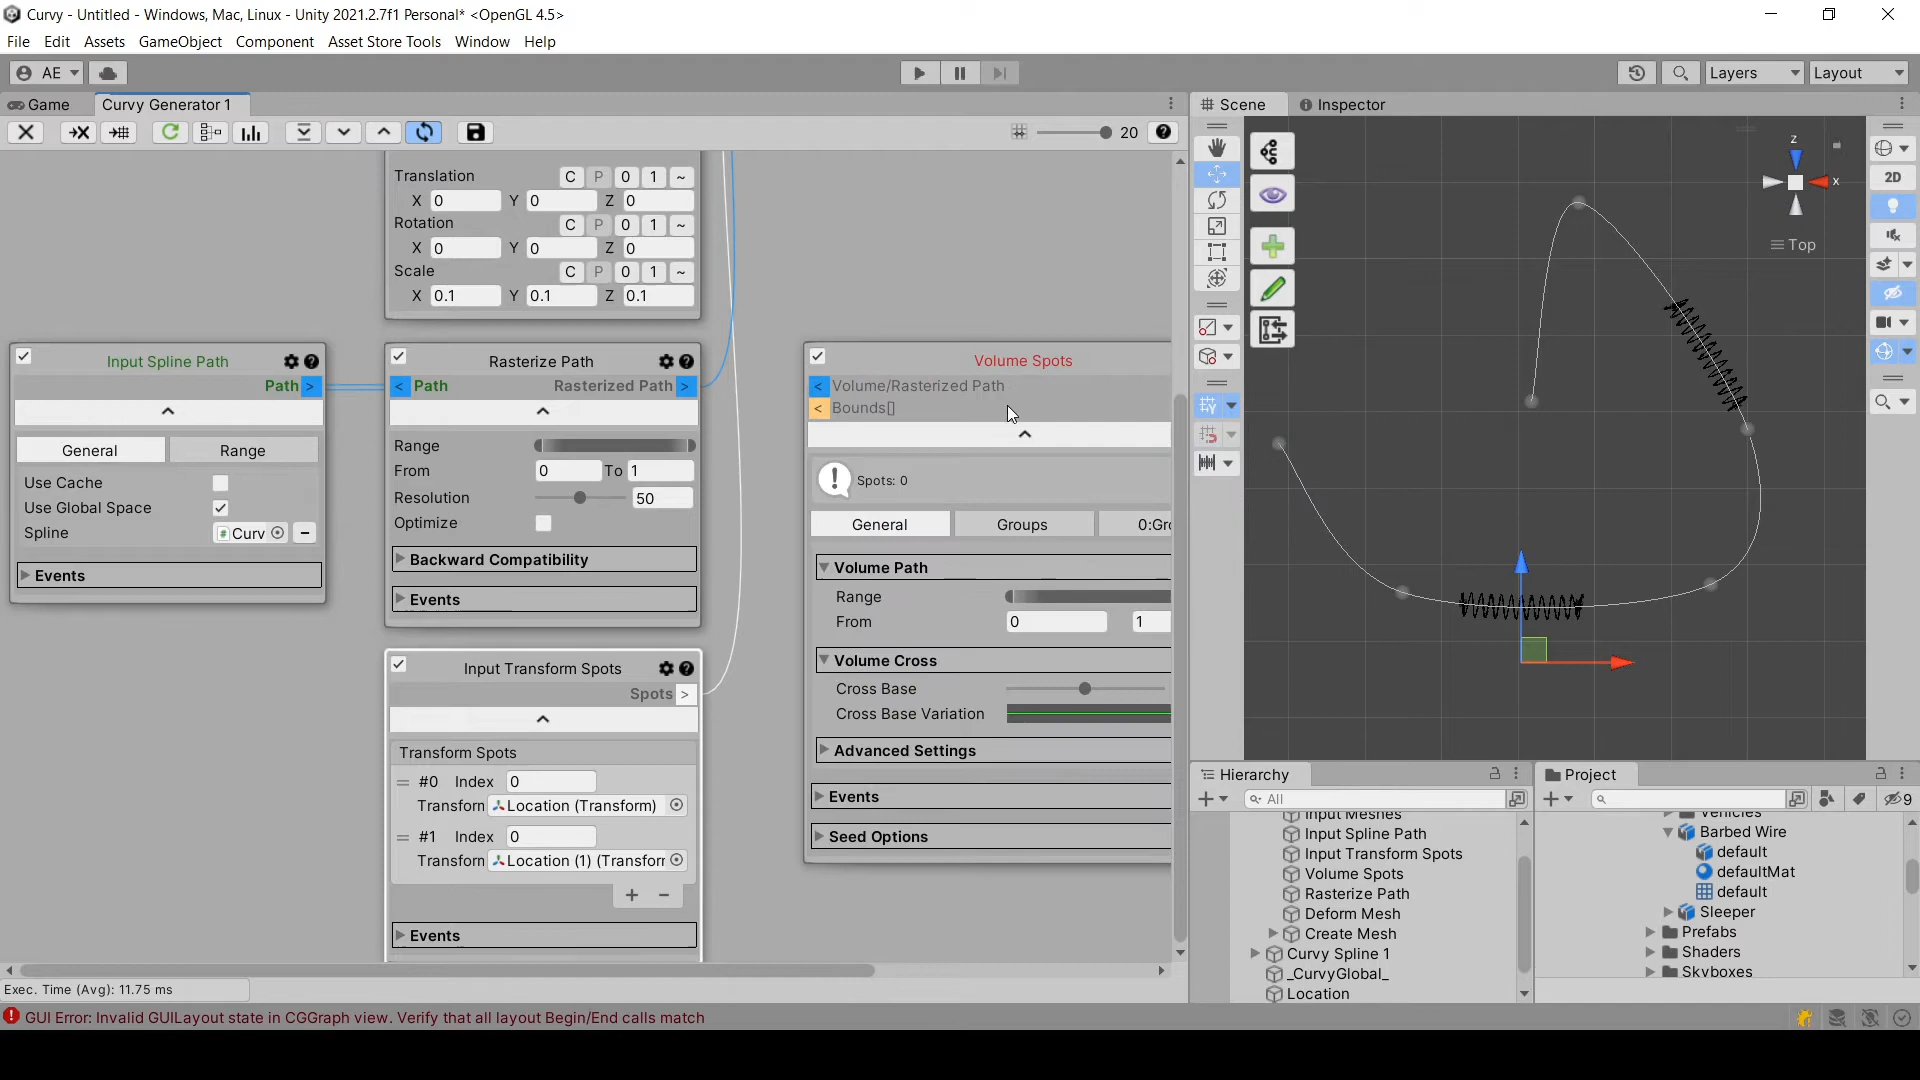 Curvy - Untitled - Windows, Mac, Linux - Unity 2021.2.7f1 Personal* <OpenGL 4.5>
File Edit Assets GameObject Component Asset Store Tools Window Help
AE
Layers
Layout
Game
Curvy Generator 1
20
Scene
Inspector
Translation C P 0 1 ~
X 0 Y 0 Z 0
Rotation C P 0 1 ~
X 0 Y 0 Z 0
Scale C P 0 1 ~
X 0.1 Y 0.1 Z 0.1
Input Spline Path
Path >
General Range
Use Cache
Use Global Space
Spline Curv
Events
Rasterize Path
< Path Rasterized Path >
Range
From 0 To 1
Resolution 50
Optimize
Backward Compatibility
Events
Input Transform Spots
Spots >
Transform Spots
#0 Index 0
Transform Location (Transform)
#1 Index 0
Transform Location (1) (Transforr
+ −
Events
Volume Spots
< Volume/Rasterized Path
< Bounds[]
Spots: 0
General Groups 0:Gro
Volume Path
Range
From 0 1
Volume Cross
Cross Base
Cross Base Variation
Advanced Settings
Events
Seed Options
z
x
Top
2D
Hierarchy
All
Input Meshes
Input Spline Path
Input Transform Spots
Volume Spots
Rasterize Path
Deform Mesh
Create Mesh
Curvy Spline 1
_CurvyGlobal_
Location
Project
9
Vehicles
Barbed Wire
default
defaultMat
default
Sleeper
Prefabs
Shaders
Skyboxes
Exec. Time (Avg): 11.75 ms
GUI Error: Invalid GUILayout state in CGGraph view. Verify that all layout Begin/End calls match